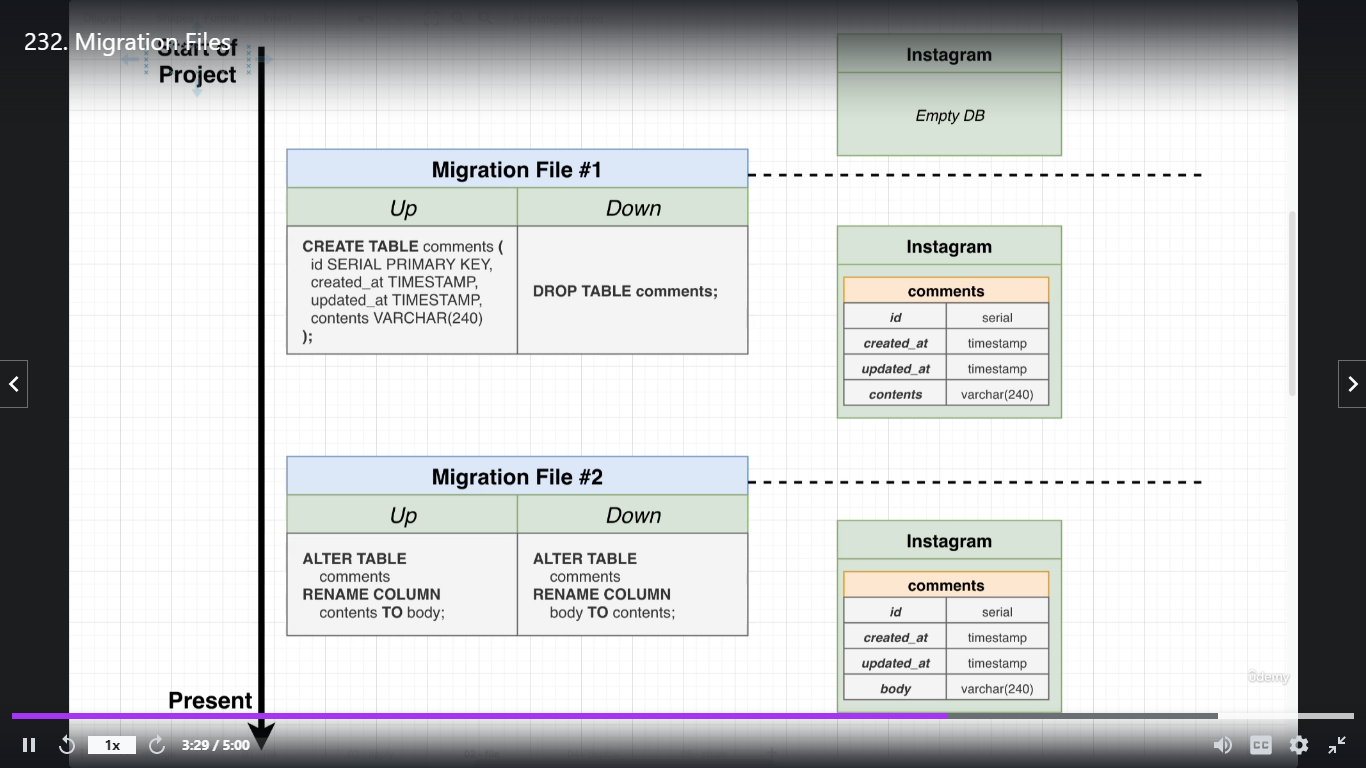 232. Migration Files
Start of
Project
Instagram
Empty DB
Migration File #1
Up
Down
CREATE TABLE comments (
id SERIAL PRIMARY KEY,
created_at TIMESTAMP,
updated_at TIMESTAMP,
contents VARCHAR(240)
);
DROP TABLE comments;
Instagram
comments
id serial
created_at timestamp
updated_at timestamp
contents varchar(240)
Migration File #2
Up
Down
ALTER TABLE
comments
RENAME COLUMN
contents TO body;
ALTER TABLE
comments
RENAME COLUMN
body TO contents;
Instagram
comments
id serial
created_at timestamp
updated_at timestamp
body varchar(240)
Present
ûdemy
1x
3:29 / 5:00
CC